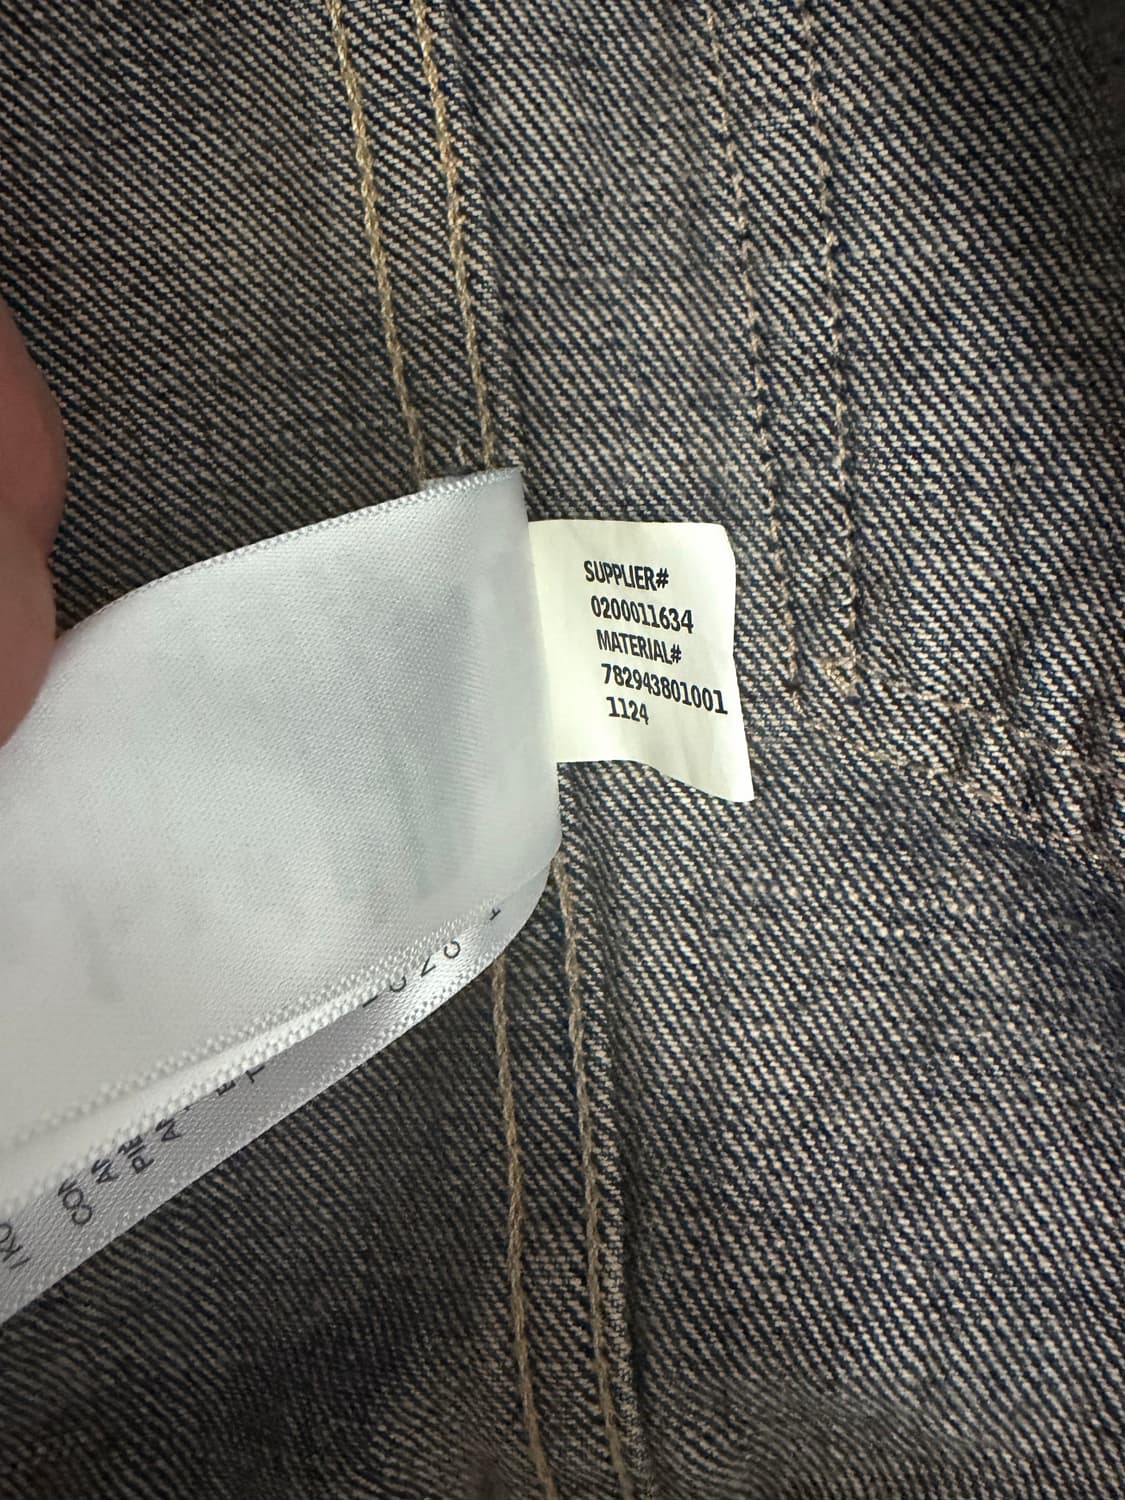 SUPPLIER#
0200011634
MATERIAL#
782943801001
1124